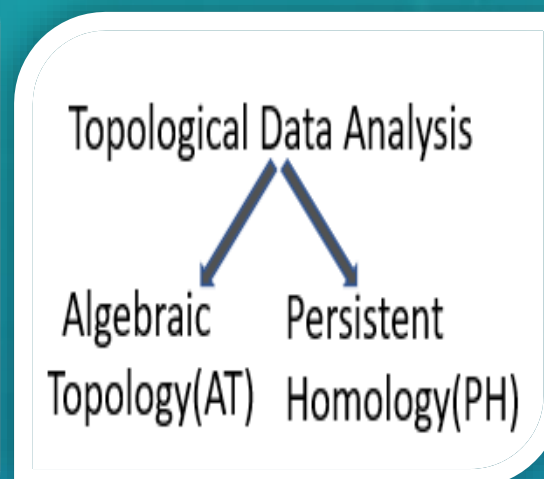 Topological Data Analysis
Algebraic
Topology(AT)
Persistent
Homology(PH)